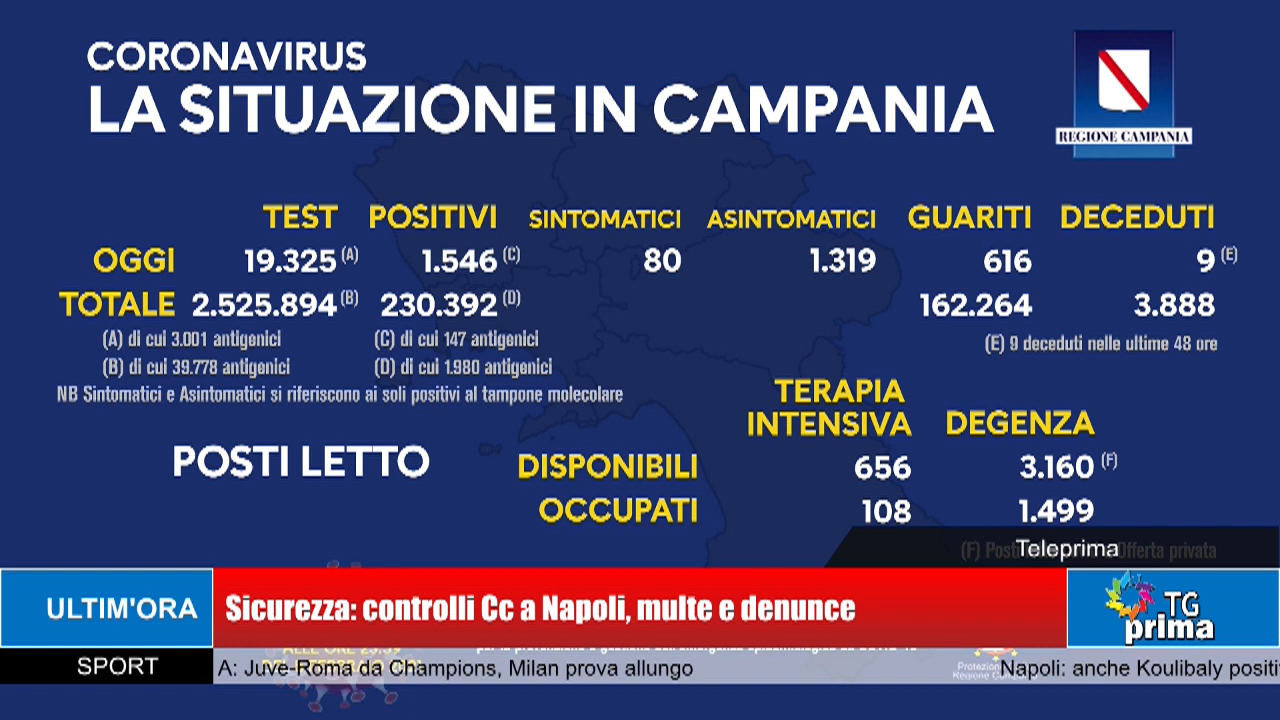 CORONAVIRUS
LA SITUAZIONE IN CAMPANIA
REGIONE CAMPANIA
TEST POSITIVI SINTOMATICI ASINTOMATICI GUARITI DECEDUTI
OGGI 19.325 (A) 1.546 (C) 80 1.319 616 9 (E)
TOTALE 2.525.894 (B) 230.392 (D) 162.264 3.888
(A) di cui 3.001 antigenici (C) di cui 147 antigenici (E) 9 deceduti nelle ultime 48 ore
(B) di cui 39.778 antigenici (D) di cui 1.980 antigenici
NB Sintomatici e Asintomatici si riferiscono ai soli positivi al tampone molecolare
TERAPIA
INTENSIVA DEGENZA
POSTI LETTO DISPONIBILI 656 3.160 (F)
OCCUPATI 108 1.499
Teleprima
(F) Offerta privata
ULTIM'ORA Sicurezza: controlli Cc a Napoli, multe e denunce TG
prima
SPORT A: Juve-Roma da Champions, Milan prova allungo Napoli: anche Koulibaly positi